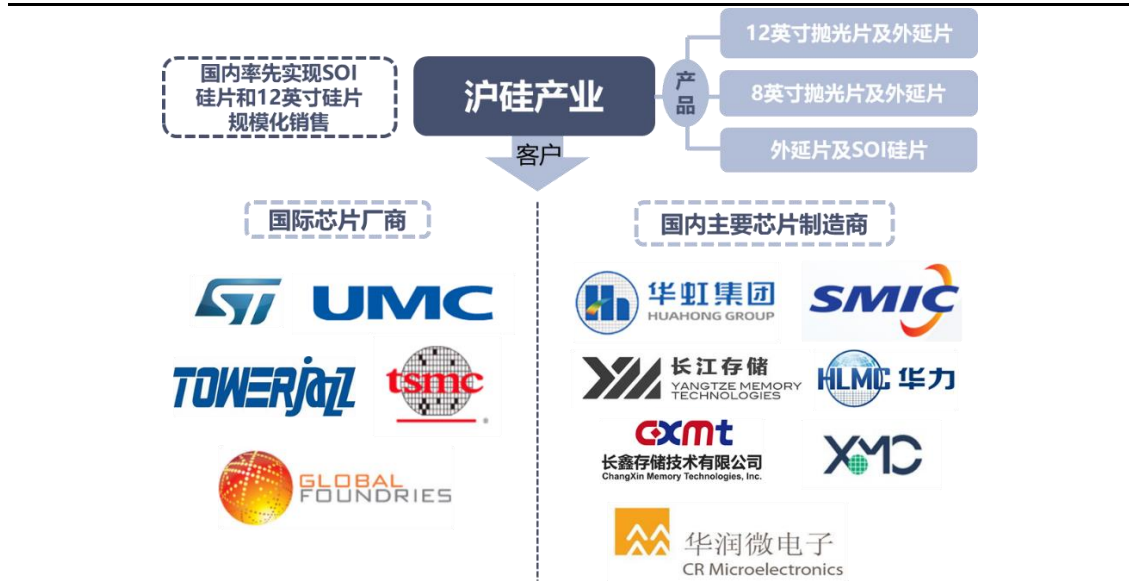 国内率先实现SOI
硅片和12英寸硅片
规模化销售
沪硅产业
产
品
12英寸抛光片及外延片
8英寸抛光片及外延片
外延片及SOI硅片
客户
国际芯片厂商
ST
UMC
TOWERjazz
tsmc
®
GLOBAL
FOUNDRIES
国内主要芯片制造商
华虹集团
HUAHONG GROUP
SMIC
长江存储
YANGTZE MEMORY
TECHNOLOGIES
HLMC 华力
cxmt
长鑫存储技术有限公司
ChangXin Memory Technologies, Inc.
XMC
华润微电子
CR Microelectronics